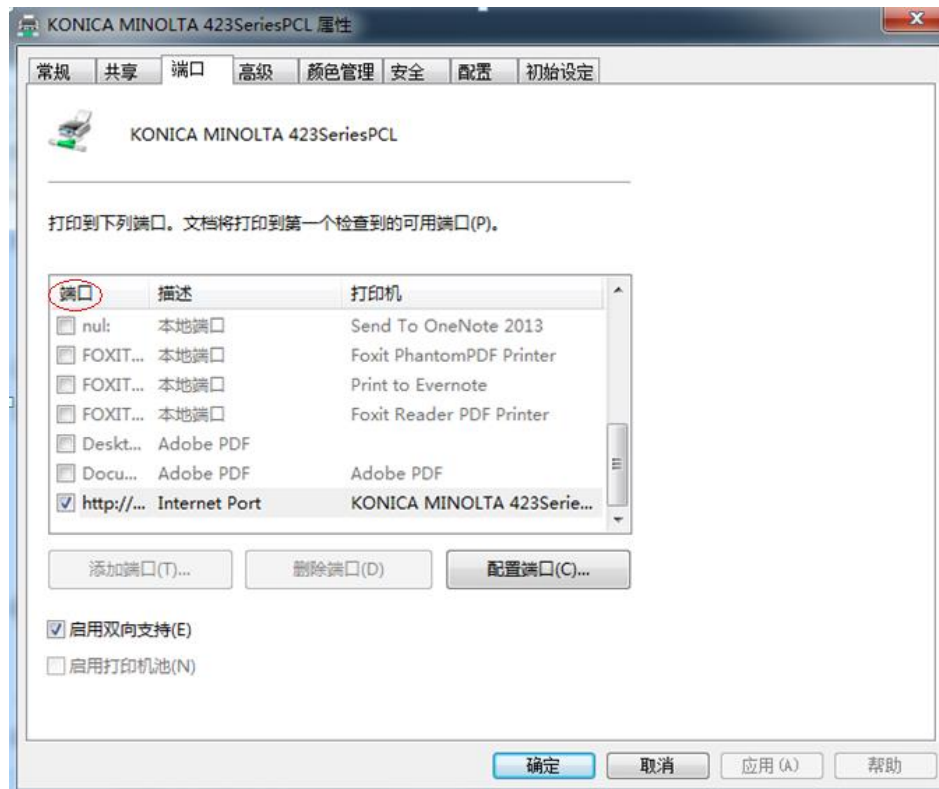 KONICA MINOLTA 423SeriesPCL 属性
常规 共享 端口 高级 颜色管理 安全 配置 初始设定
KONICA MINOLTA 423SeriesPCL
打印到下列端口。文档将打印到第一个检查到的可用端口(P)。
端口 描述 打印机
nul: 本地端口 Send To OneNote 2013
FOXIT... 本地端口 Foxit PhantomPDF Printer
FOXIT... 本地端口 Print to Evernote
FOXIT... 本地端口 Foxit Reader PDF Printer
Deskt... Adobe PDF
Docu... Adobe PDF Adobe PDF
http://... Internet Port KONICA MINOLTA 423Serie...
添加端口(T)... 删除端口(D) 配置端口(C)...
启用双向支持(E)
启用打印机池(N)
确定 取消 应用(A) 帮助